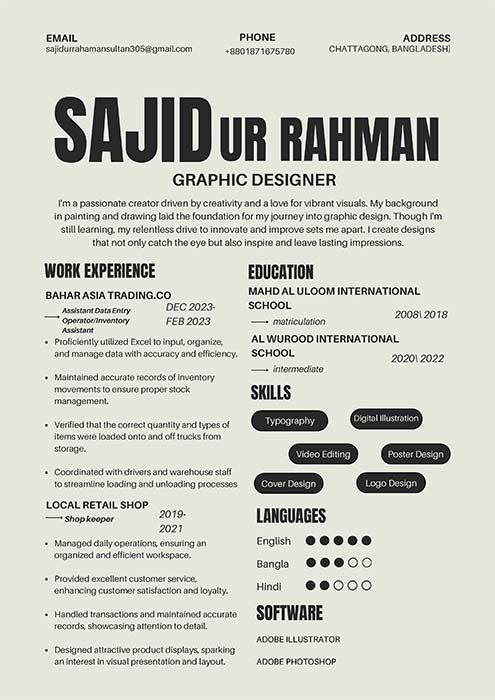 EMAIL
sajidurrahamansultan305@gmail.com
PHONE
+8801871675780
ADDRESS
CHATTAGONG, BANGLADESH]
SAJID UR RAHMAN
GRAPHIC DESIGNER
I'm a passionate creator driven by creativity and a love for vibrant visuals. My background
in painting and drawing laid the foundation for my journey into graphic design. Though I'm
still learning, my relentless drive to innovate and improve sets me apart. I create designs
that not only catch the eye but also inspire and leave lasting impressions.
WORK EXPERIENCE
BAHAR ASIA TRADING.CO
Assistant Data Entry
Operator/Inventory
Assistant
DEC 2023-
FEB 2023
• Proficiently utilized Excel to input, organize,
and manage data with accuracy and efficiency.
• Maintained accurate records of inventory
movements to ensure proper stock
management.
• Verified that the correct quantity and types of
items were loaded onto and off trucks from
storage.
• Coordinated with drivers and warehouse staff
to streamline loading and unloading processes
LOCAL RETAIL SHOP
Shop keeper
2019-
2021
• Managed daily operations, ensuring an
organized and efficient workspace.
• Provided excellent customer service,
enhancing customer satisfaction and loyalty.
• Handled transactions and maintained accurate
records, showcasing attention to detail.
• Designed attractive product displays, sparking
an interest in visual presentation and layout.
EDUCATION
MAHD AL ULOOM INTERNATIONAL
SCHOOL
matriculation
2008\ 2018
AL WUROOD INTERNATIONAL
SCHOOL
intermediate
2020\ 2022
SKILLS
Typography
Digital Illustration
Video Editing
Poster Design
Cover Design
Logo Design
LANGUAGES
English
Bangla
Hindi
SOFTWARE
ADOBE ILLUSTRATOR
ADOBE PHOTOSHOP